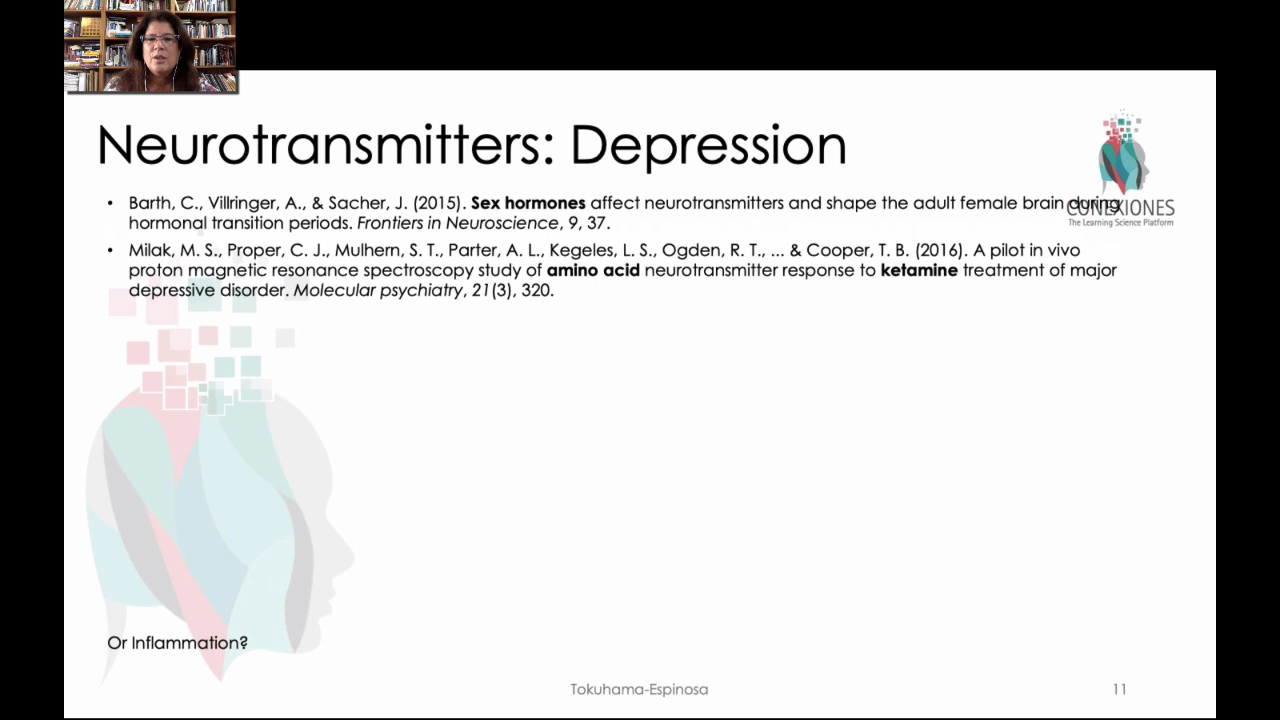 Neurotransmitters: Depression
• Barth, C., Villringer, A., & Sacher, J. (2015). Sex hormones affect neurotransmitters and shape the adult female brain during
hormonal transition periods. Frontiers in Neuroscience, 9, 37.
CONEXIONES
The Learning Science Platform
• Milak, M. S., Proper, C. J., Mulhern, S. T., Parter, A. L., Kegeles, L. S., Ogden, R. T., ... & Cooper, T. B. (2016). A pilot in vivo
proton magnetic resonance spectroscopy study of amino acid neurotransmitter response to ketamine treatment of major
depressive disorder. Molecular psychiatry, 21(3), 320.
Or Inflammation?
Tokuhama-Espinosa
11